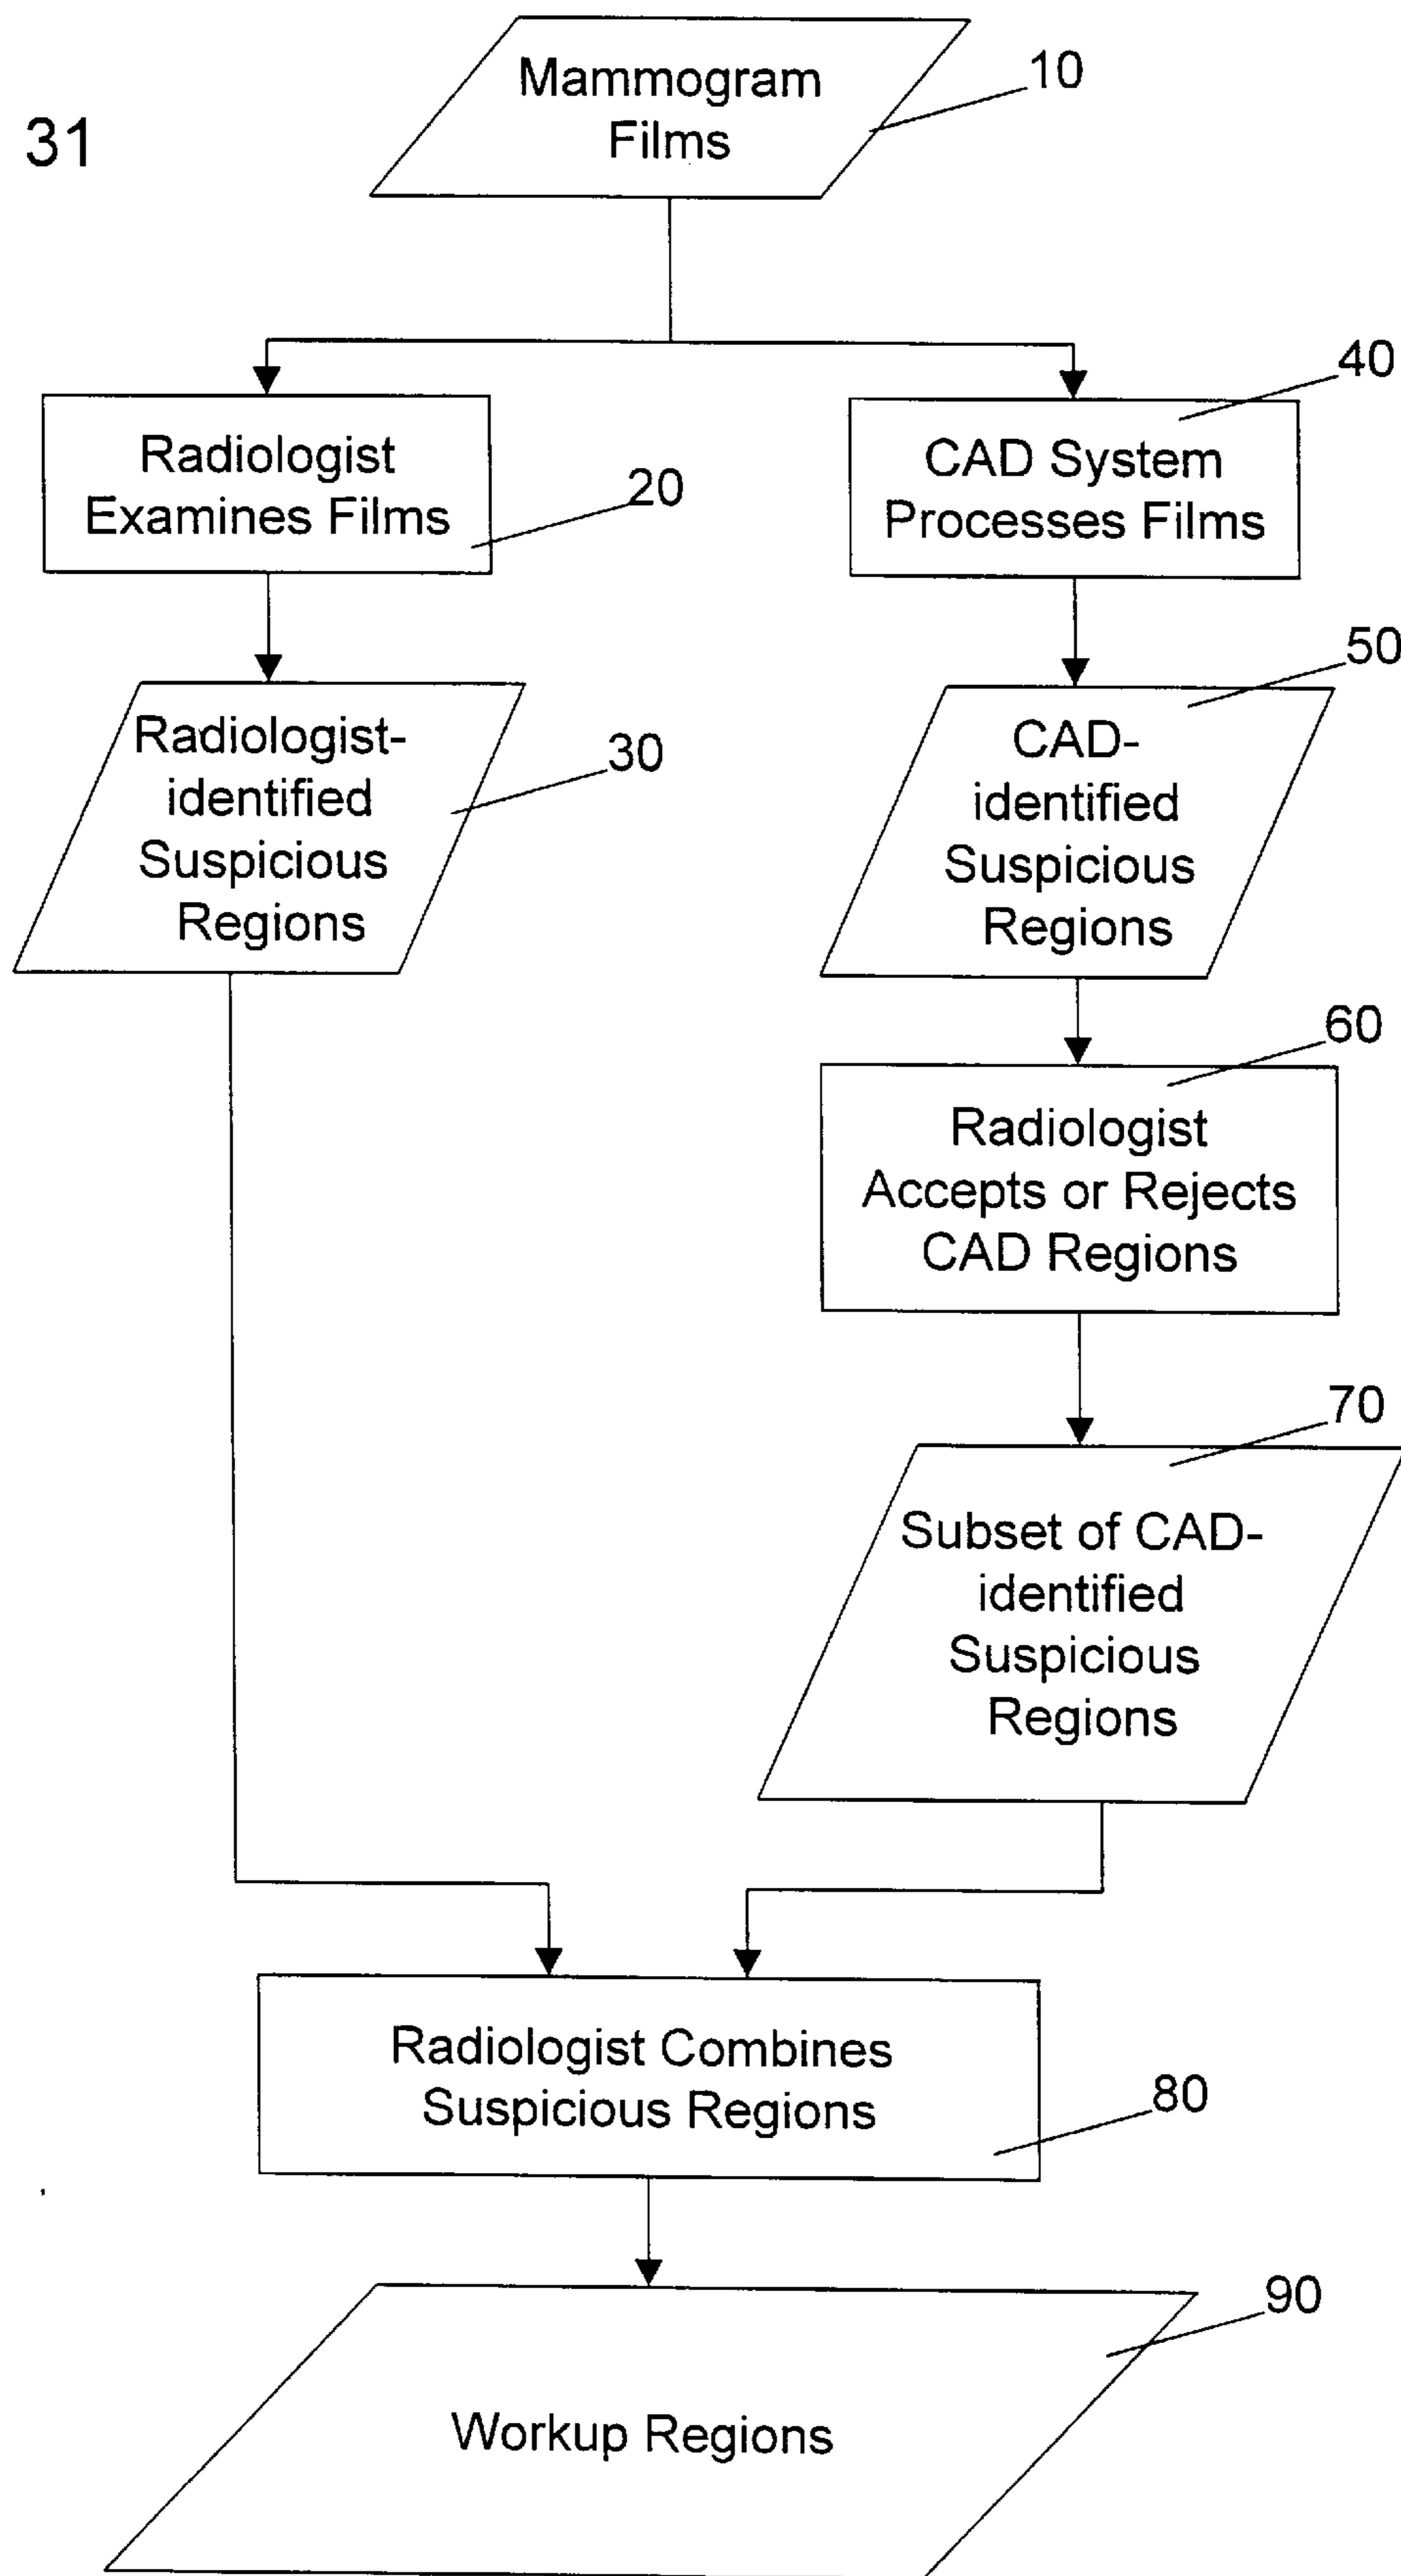 Mammogram
Films
10
31
Radiologist
Examines Films
20
CAD System
Processes Films
40
Radiologist-
identified
Suspicious
Regions
30
CAD-
identified
Suspicious
Regions
50
Radiologist
Accepts or Rejects
CAD Regions
60
Subset of CAD-
identified
Suspicious
Regions
70
Radiologist Combines
Suspicious Regions
80
Workup Regions
90